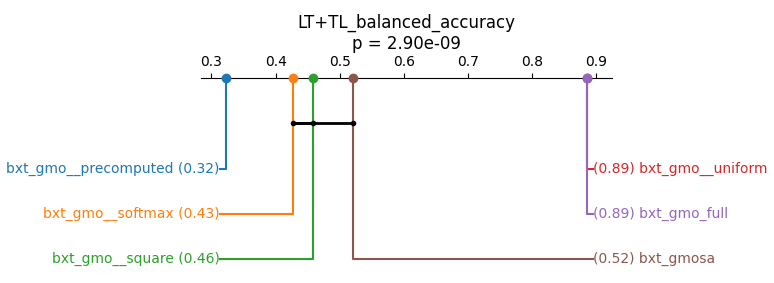 LT+TL_balanced_accuracy
p = 2.90e-09
0.3 0.4 0.5 0.6 0.7 0.8 0.9
bxt_gmo__precomputed (0.32) (0.89) bxt_gmo__uniform
bxt_gmo__softmax (0.43) (0.89) bxt_gmo_full
bxt_gmo__square (0.46) (0.52) bxt_gmosa